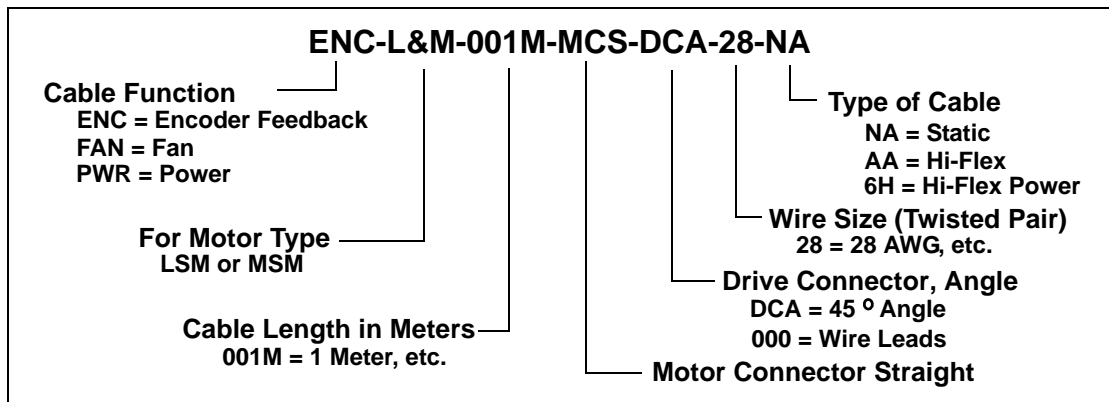 ENC-L&M-001M-MCS-DCA-28-NA
Cable Function
ENC = Encoder Feedback
FAN = Fan
PWR = Power
For Motor Type
LSM or MSM
Cable Length in Meters
001M = 1 Meter, etc.
Type of Cable
NA = Static
AA = Hi-Flex
6H = Hi-Flex Power
Wire Size (Twisted Pair)
28 = 28 AWG, etc.
Drive Connector, Angle
DCA = 45 º Angle
000 = Wire Leads
Motor Connector Straight